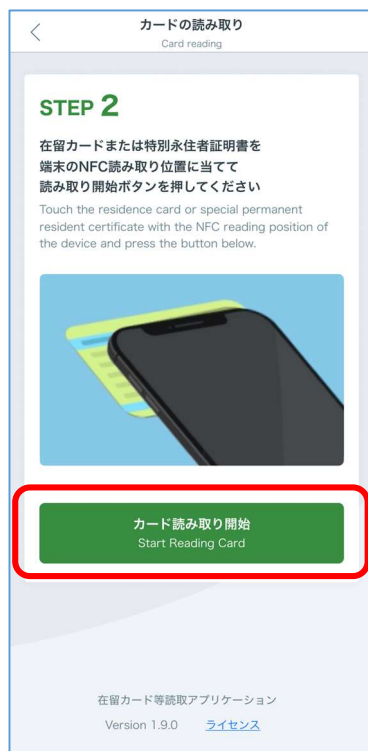 カードの読み取り
Card reading
STEP 2
在留カードまたは特別永住者証明書を
端末のNFC読み取り位置に当てて
読み取り開始ボタンを押してください
Touch the residence card or special permanent
resident certificate with the NFC reading position of
the device and press the button below.
カード読み取り開始
Start Reading Card
在留カード等読取アプリケーション
Version 1.9.0 ライセンス